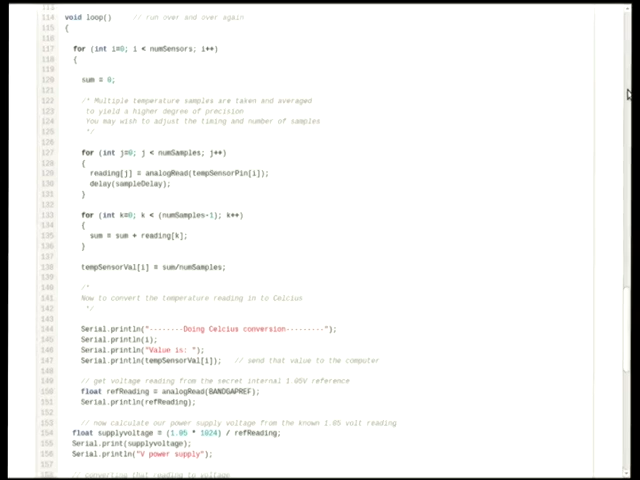 113
114 void loop() // run over and over again
115 {
116
117 for (int i=0; i < numSensors; i++)
118 {
119
120 sum = 0;
121
122 /* Multiple temperature samples are taken and averaged
123 to yield a higher degree of precision
124 You may wish to adjust the timing and number of samples
125 */
126
127 for (int j=0; j < numSamples; j++)
128 {
129 reading[j] = analogRead(tempSensorPin[i]);
130 delay(sampleDelay);
131 }
132
133 for (int k=0; k < (numSamples-1); k++)
134 {
135 sum = sum + reading[k];
136 }
137
138 tempSensorVal[i] = sum/numSamples;
139
140 /*
141 Now to convert the temperature reading in to Celcius
142 */
143
144 Serial.println("--------Doing Celcius conversion---------");
145 Serial.println(i);
146 Serial.println("Value is: ");
147 Serial.println(tempSensorVal[i]); // send that value to the computer
148
149 // get voltage reading from the secret internal 1.05V reference
150 float refReading = analogRead(BANDGAPREF);
151 Serial.println(refReading);
152
153 // now calculate our power supply voltage from the known 1.05 volt reading
154 float supplyvoltage = (1.05 * 1024) / refReading;
155 Serial.print(supplyvoltage);
156 Serial.println("V power supply");
157
158 // converting that reading to voltage